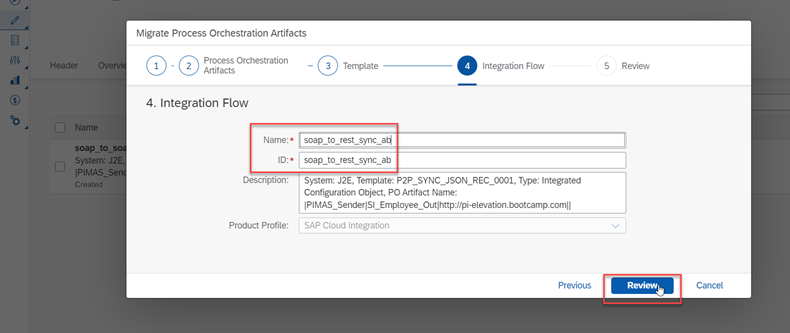 Migrate Process Orchestration Artifacts
1 2 Process Orchestration Artifacts 3 Template 4 Integration Flow 5 Review
4. Integration Flow
Name:* soap_to_rest_sync_ab
ID:* soap_to_rest_sync_ab
Description: System: J2E, Template: P2P_SYNC_JSON_REC_0001, Type: Integrated
Configuration Object, PO Artifact Name:
|PIMAS_Sender|SI_Employee_Out|http://pi-elevation.bootcamp.com||
Product Profile: SAP Cloud Integration
Previous Review Cancel
Header Overvie
Name
soap_to_soa
System: J2E,
|PIMAS_Send
Created